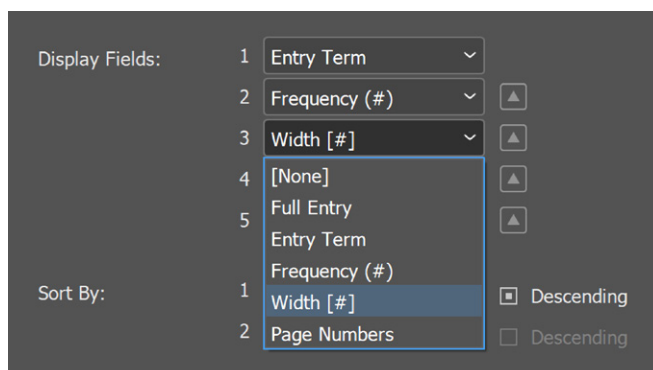 Display Fields: 1 Entry Term
2 Frequency (#)
3 Width [#]
4 [None]
Full Entry
5
Entry Term
Frequency (#)
Sort By: 1 Width [#] Descending
2 Page Numbers Descending